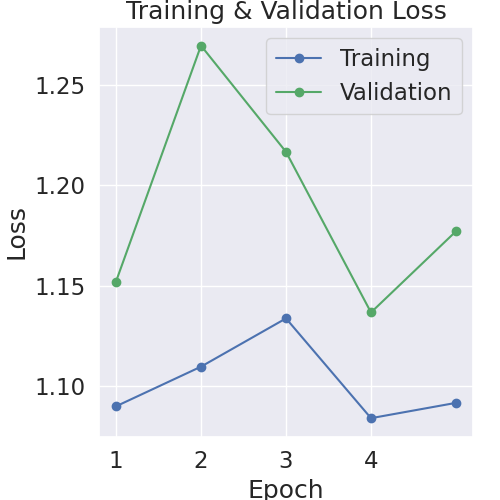 Training & Validation Loss
Training
Validation
1.25
1.20
1.15
1.10
Loss
1 2 3 4
Epoch